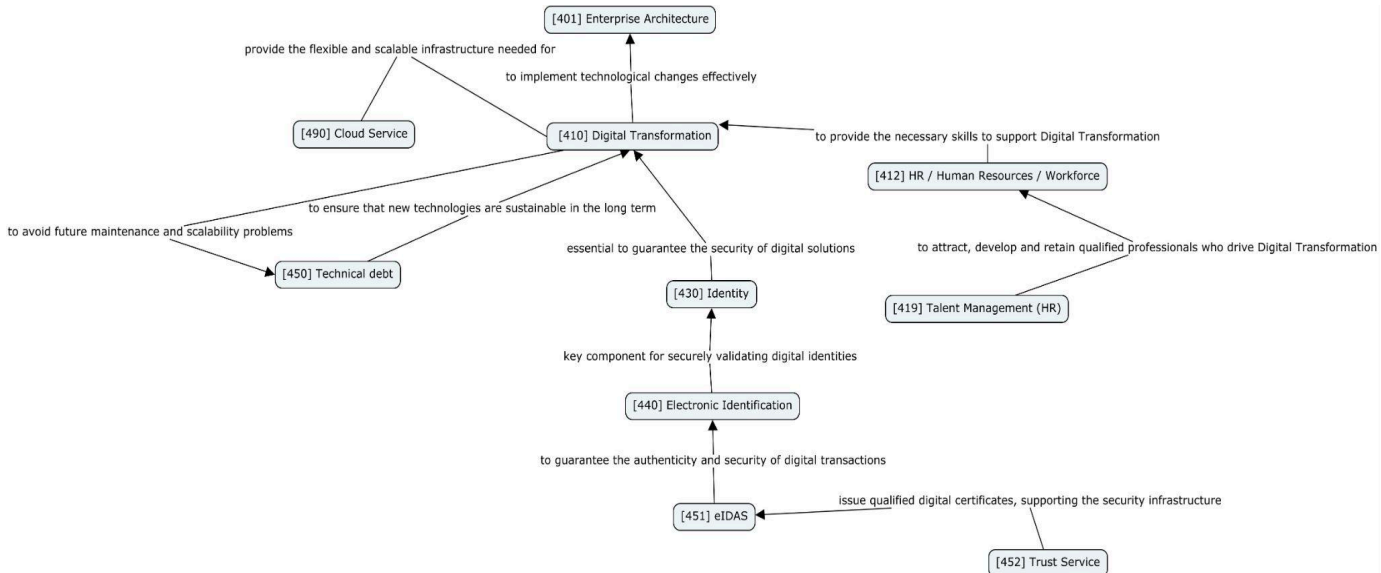 [401] Enterprise Architecture
provide the flexible and scalable infrastructure needed for
to implement technological changes effectively
[490] Cloud Service
[410] Digital Transformation
to provide the necessary skills to support Digital Transformation
[412] HR / Human Resources / Workforce
to ensure that new technologies are sustainable in the long term
to avoid future maintenance and scalability problems
essential to guarantee the security of digital solutions
to attract, develop and retain qualified professionals who drive Digital Transformation
[450] Technical debt
[430] Identity
[419] Talent Management (HR)
key component for securely validating digital identities
[440] Electronic Identification
to guarantee the authenticity and security of digital transactions
issue qualified digital certificates, supporting the security infrastructure
[451] eIDAS
[452] Trust Service